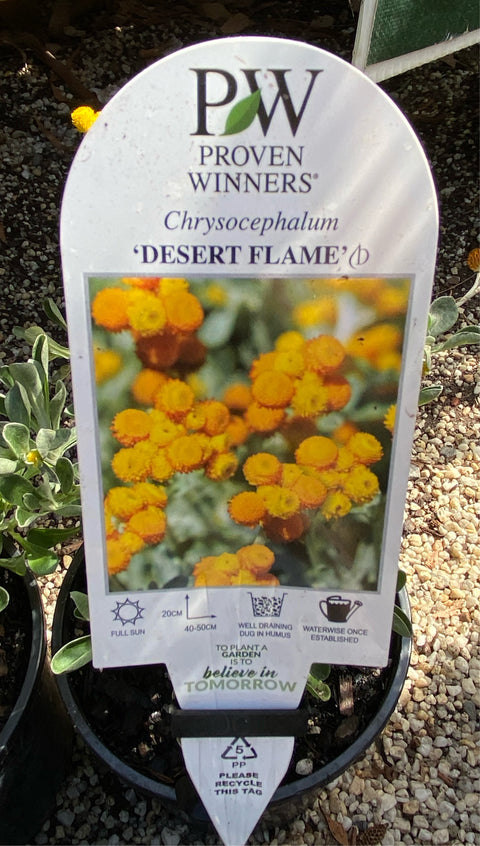 PW
PROVEN
WINNERS®
Chrysocephalum
'DESERT FLAME'
FULL SUN
20CM
40-50CM
WELL DRAINING
DUG IN HUMUS
WATERWISE ONCE
ESTABLISHED
TO PLANT A
GARDEN
IS TO
believe in
TOMORROW
5
PP
PLEASE
RECYCLE
THIS TAG